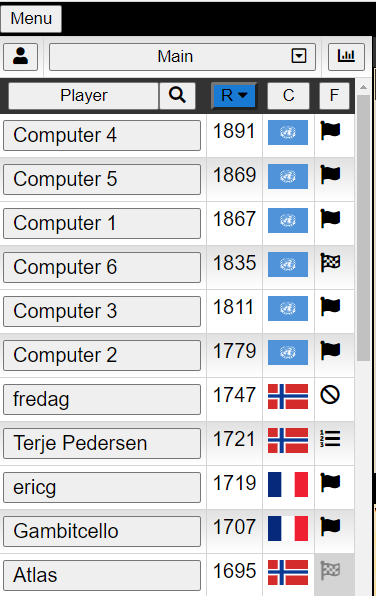 Menu
Main
Player R C F
Computer 4 1891
Computer 5 1869
Computer 1 1867
Computer 6 1835
Computer 3 1811
Computer 2 1779
fredag 1747
Terje Pedersen 1721
ericg 1719
Gambitcello 1707
Atlas 1695